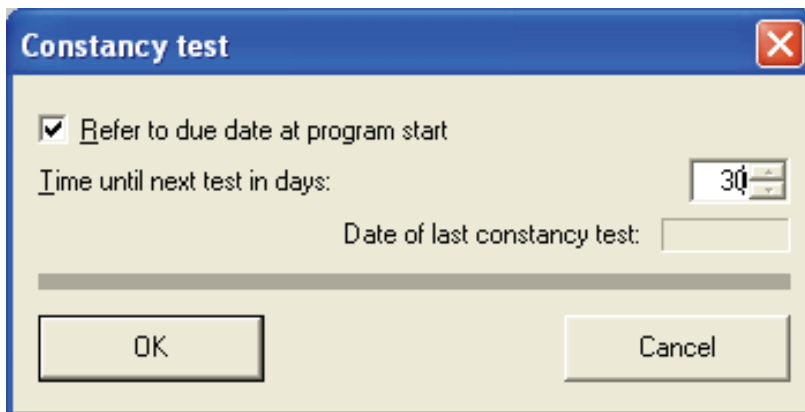 Constancy test
Refer to due date at program start
Time until next test in days: 30
Date of last constancy test:
OK Cancel